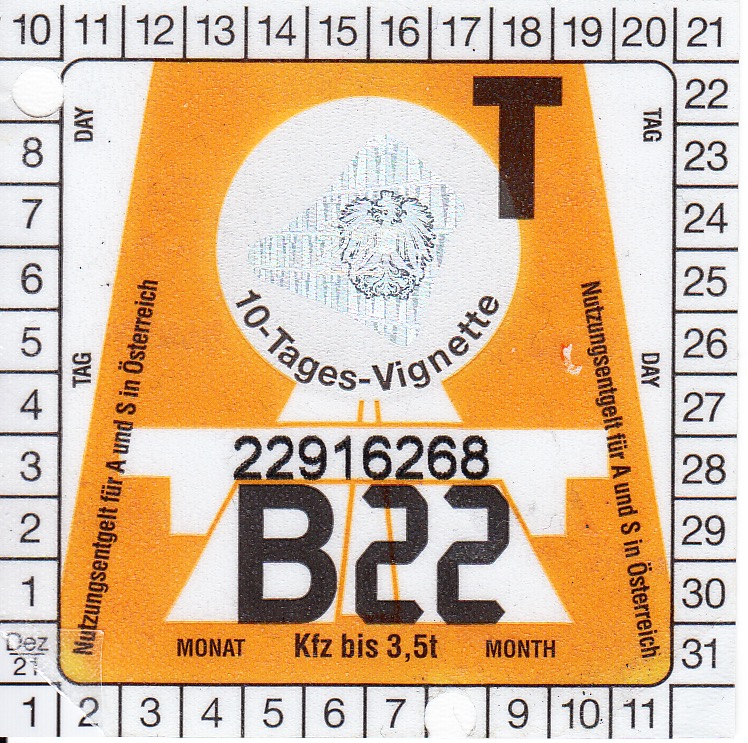 10 11 12 13 14 15 16 17 18 19 20 21
T
DAY
TAG
8
7
6
5
4
3
2
1
Dez
21
22
23
24
25
26
27
28
29
30
31
10-Tages-Vignette
TAG
DAY
Nutzungsentgelt für A und S in Österreich
Nutzungsentgelt für A und S in Österreich
22916268
B22
MONAT Kfz bis 3,5t MONTH
1 2 3 4 5 6 7 9 10 11